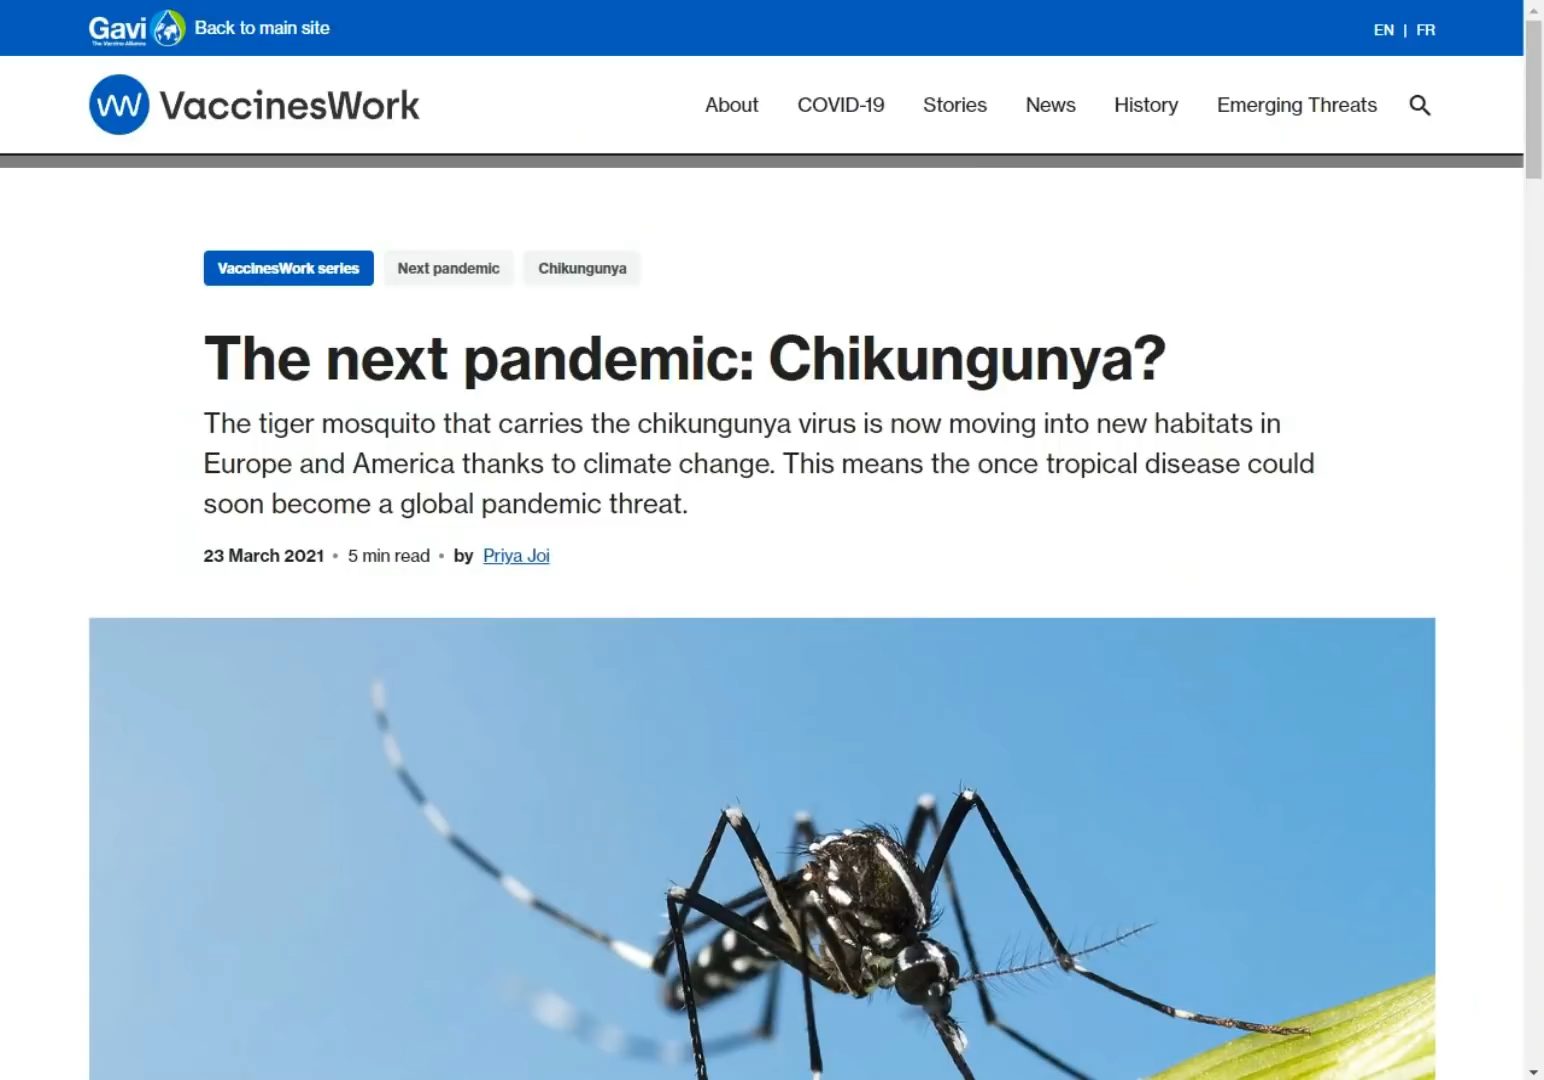 Gavi
The Vaccine Alliance
Back to main site
EN | FR
VaccinesWork
About
COVID-19
Stories
News
History
Emerging Threats
VaccinesWork series
Next pandemic
Chikungunya
The next pandemic: Chikungunya?
The tiger mosquito that carries the chikungunya virus is now moving into new habitats in
Europe and America thanks to climate change. This means the once tropical disease could
soon become a global pandemic threat.
23 March 2021 • 5 min read • by Priya Joi